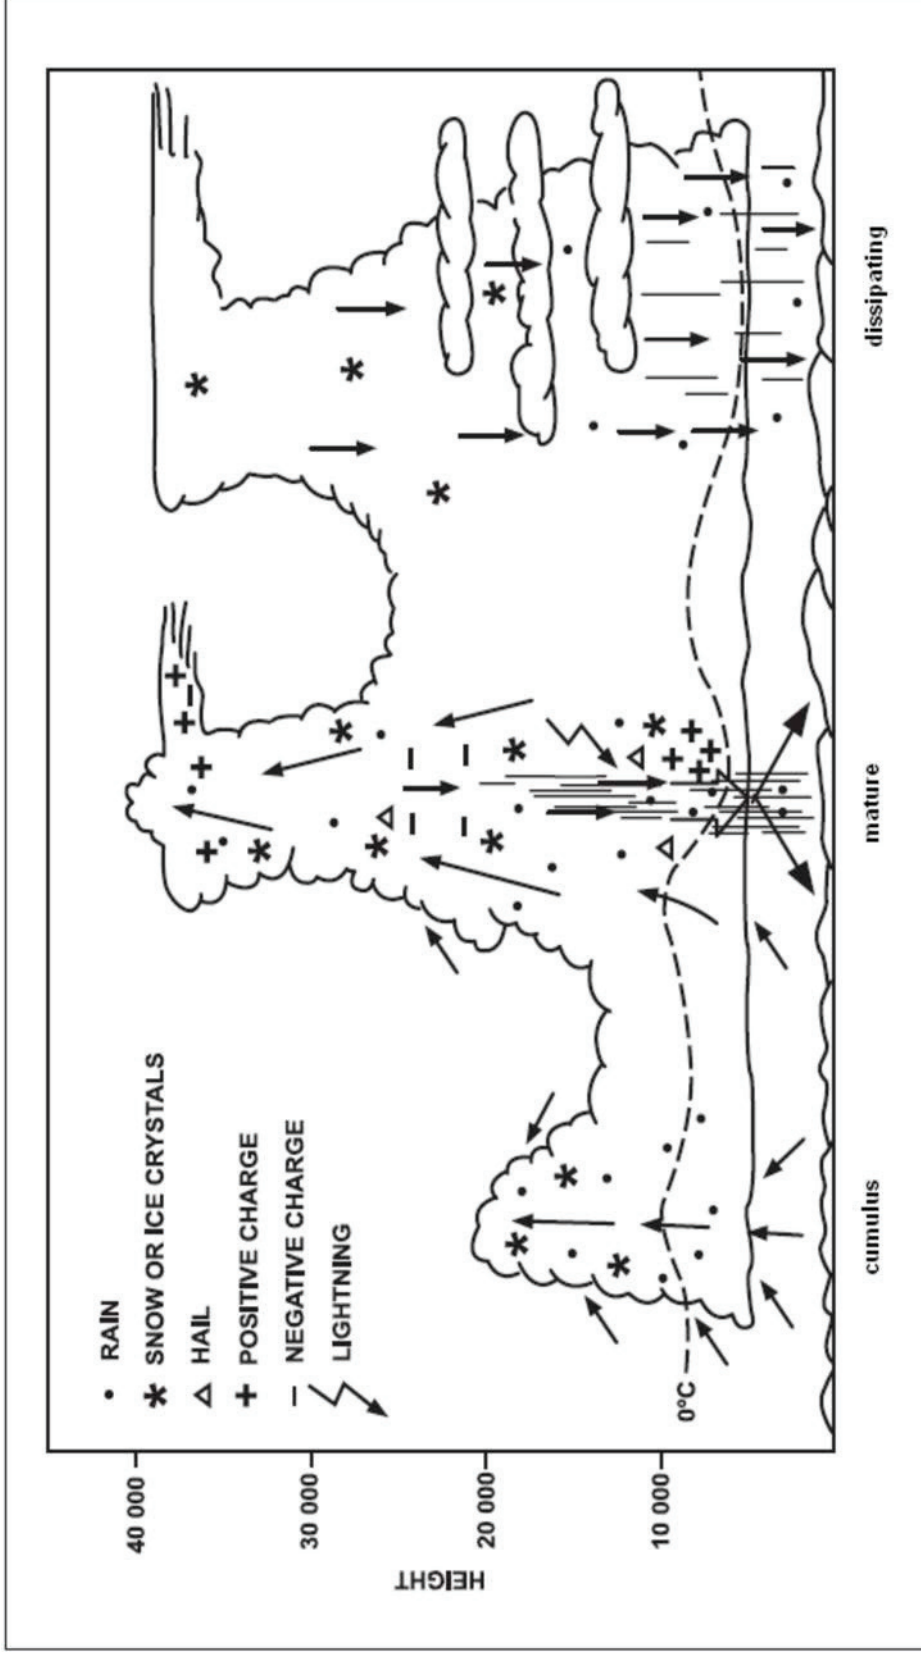 RAIN
SNOW OR ICE CRYSTALS
HAIL
POSITIVE CHARGE
NEGATIVE CHARGE
LIGHTNING
40 000
30 000
20 000
10 000
HEIGHT
0°C
cumulus
mature
dissipating